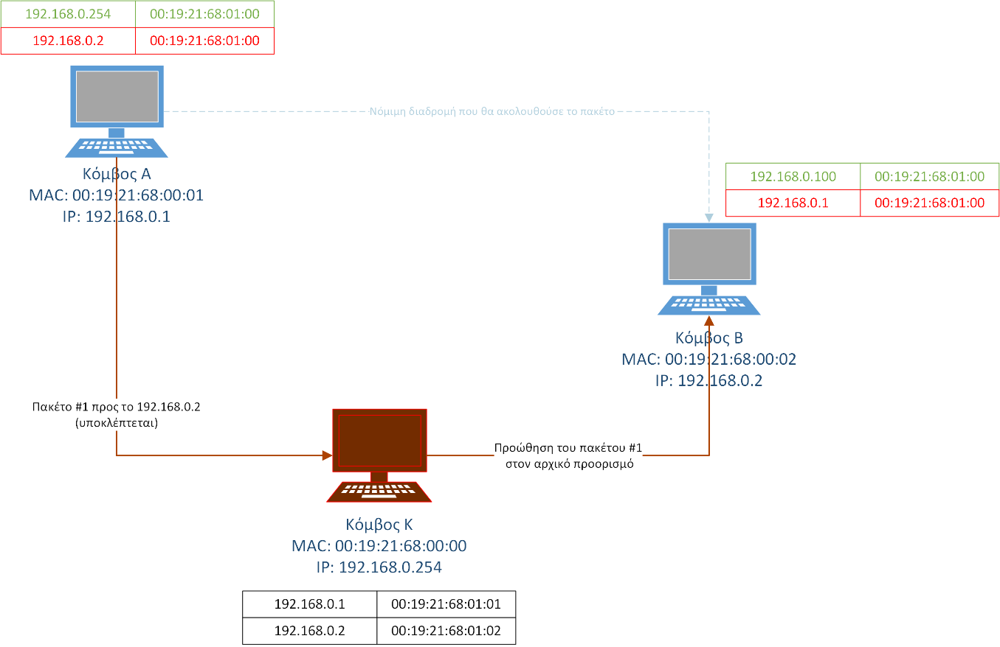 192.168.0.254 00:19:21:68:01:00
192.168.0.2 00:19:21:68:01:00
Νόμιμη διαδρομή που θα ακολουθούσε το πακέτο
Κόμβος Α
MAC: 00:19:21:68:00:01
IP: 192.168.0.1
192.168.0.100 00:19:21:68:01:00
192.168.0.1 00:19:21:68:01:00
Κόμβος Β
MAC: 00:19:21:68:00:02
IP: 192.168.0.2
Πακέτο #1 προς το 192.168.0.2
(υποκλέπτεται)
Προώθηση του πακέτου #1
στον αρχικό προορισμό
Κόμβος Κ
MAC: 00:19:21:68:00:00
IP: 192.168.0.254
192.168.0.1 00:19:21:68:01:01
192.168.0.2 00:19:21:68:01:02